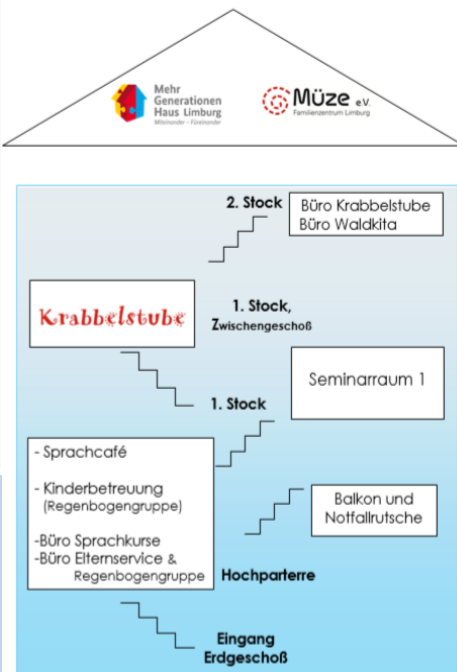 Mehr
Generationen
Haus Limburg
Miteinander - Füreinander
Müze e.V.
Familienzentrum Limburg
2. Stock
Büro Krabbelstube
Büro Waldkita
Krabbelstube
1. Stock,
Zwischengeschoß
Seminarraum 1
1. Stock
- Sprachcafé
- Kinderbetreuung
(Regenbogengruppe)
-Büro Sprachkurse
-Büro Elternservice &
Regenbogengruppe
Balkon und
Notfallrutsche
Hochparterre
Eingang
Erdgeschoß